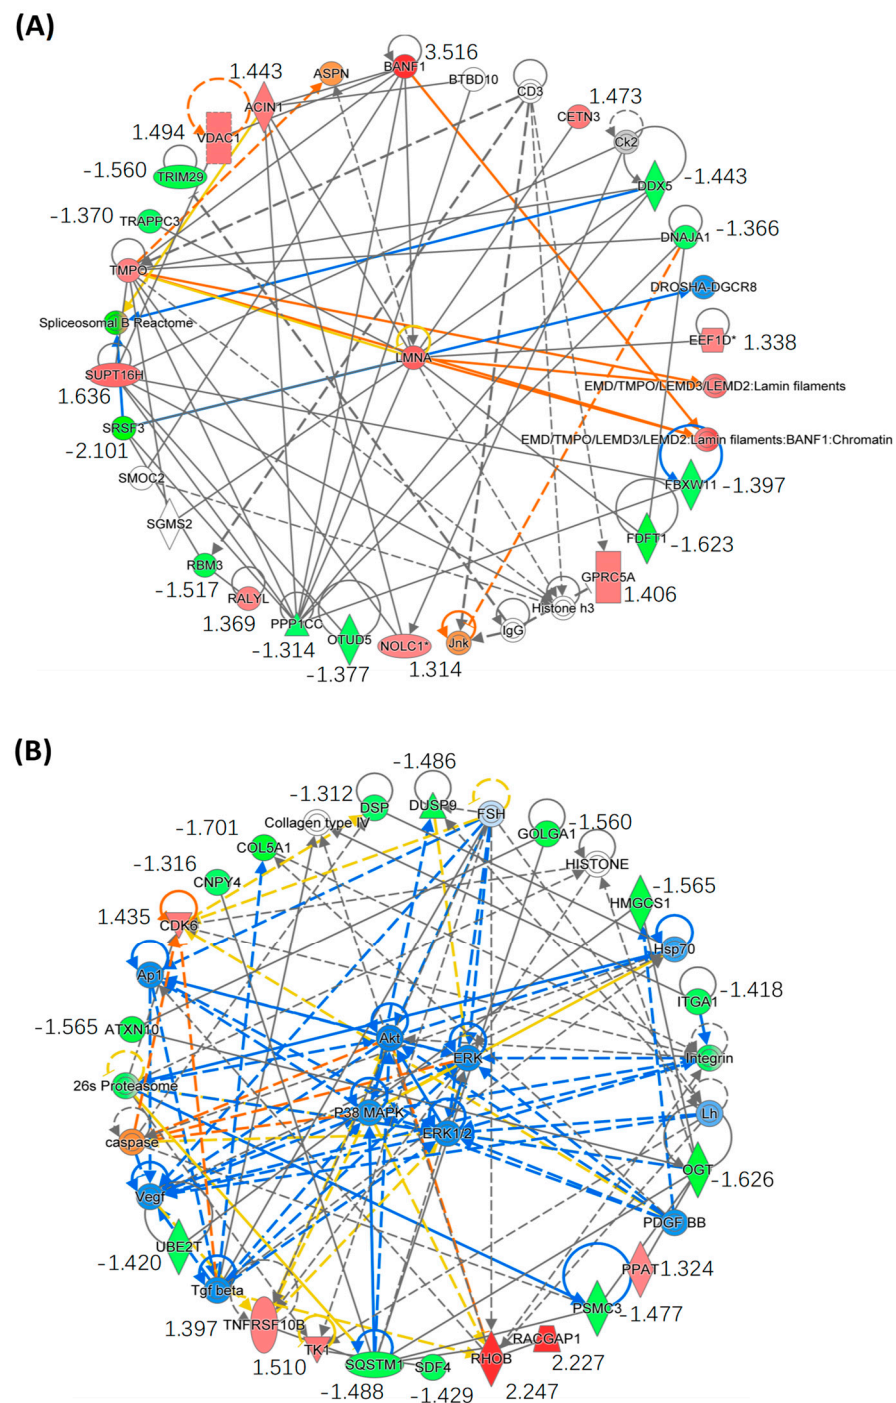 (A)
3.516
BANF1
ASPN
1.443
ACIN1
BTBD10
CD3
1.473
CETN3
Ck2
VDAC1
1.494
-1.560
TRIM29
-1.443
DDX5
-1.370
TRAPPC3
DNAJA1
-1.366
TMPO
DROSHA-DGCR8
Spliceosomal B Reactome
EEF1D*
1.338
LMNA
SUPT16H
1.636
EMD/TMPO/LEMD3/LEMD2:Lamin filaments
SRSF3
-2.101
EMD/TMPO/LEMD3/LEMD2:Lamin filaments:BANF1:Chromatin
SMOC2
FBXW11
-1.397
SGMS2
FDFT1
-1.623
RBM3
-1.517
GPRC5A
1.406
RALYL
1.369
Histone h3
PPP1CC
-1.314
IgG
OTUD5
-1.377
NOLC1*
1.314
Jnk
(B)
-1.486
DUSP9
-1.312
DSP
FSH
Collagen type IV
GOLGA1
-1.560
-1.701
COL5A1
HISTONE
-1.316
CNPY4
-1.565
HMGCS1
1.435
CDK6
Hsp70
Ap1
ITGA1
-1.418
-1.565
ATXN10
Akt
ERK
Integrin
26s Proteasome
P38 MAPK
Lh
ERK1/2
caspase
OGT
-1.626
Vegf
PDGF BB
UBE2T
-1.420
PPAT
1.324
Tgf beta
PSMC3
-1.477
TNFRSF10B
1.397
RACGAP1
2.227
TK1
1.510
SQSTM1
-1.488
SDF4
-1.429
RHOB
2.247